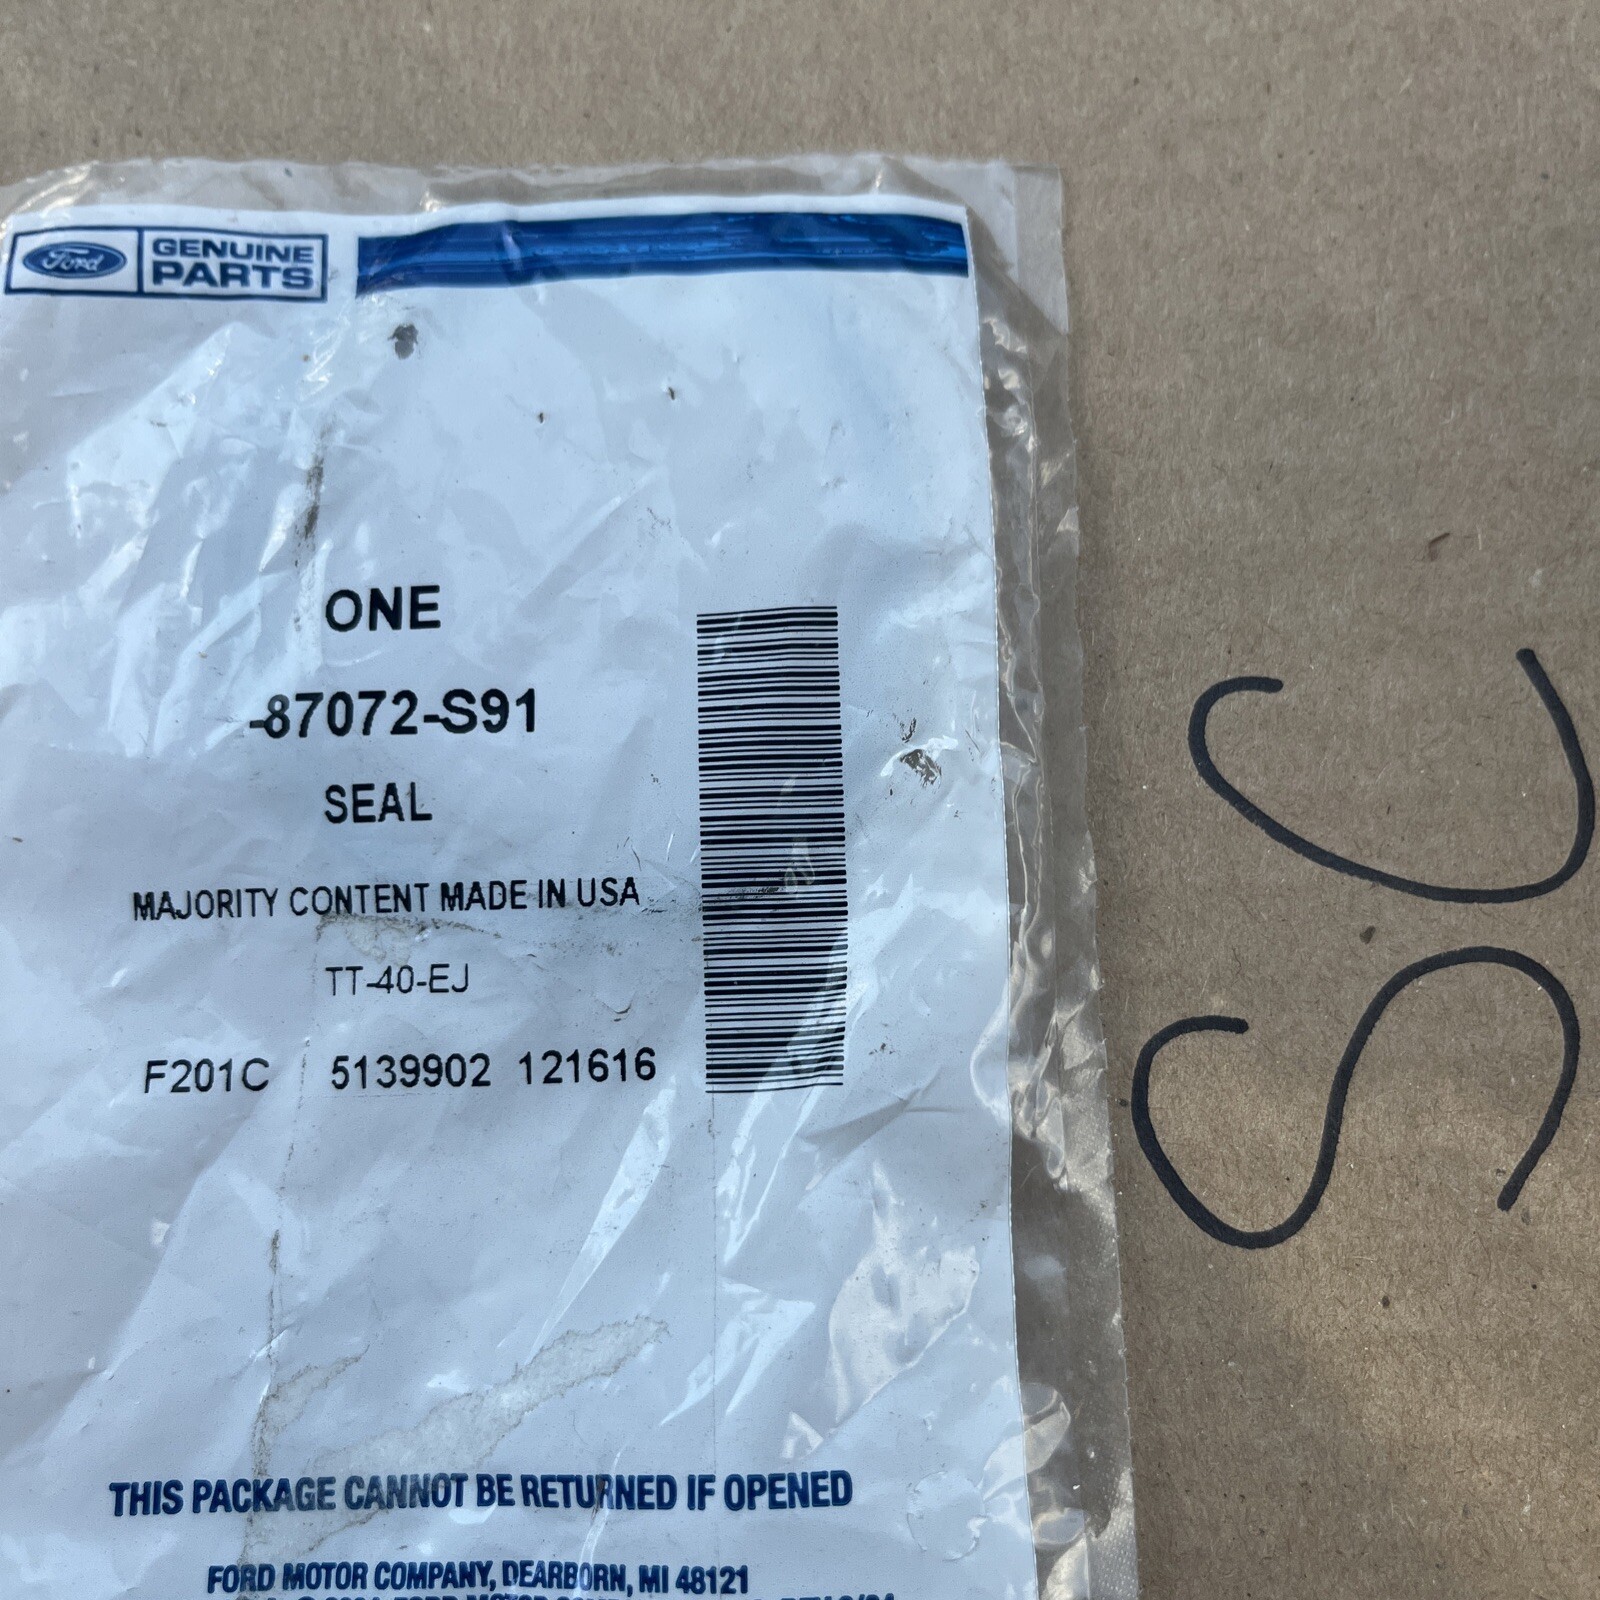 Ford GENUINE PARTS
ONE
-87072-S91
SEAL
MAJORITY CONTENT MADE IN USA
TT-40-EJ
F201C 5139902 121616
THIS PACKAGE CANNOT BE RETURNED IF OPENED
FORD MOTOR COMPANY, DEARBORN, MI 48121
SC